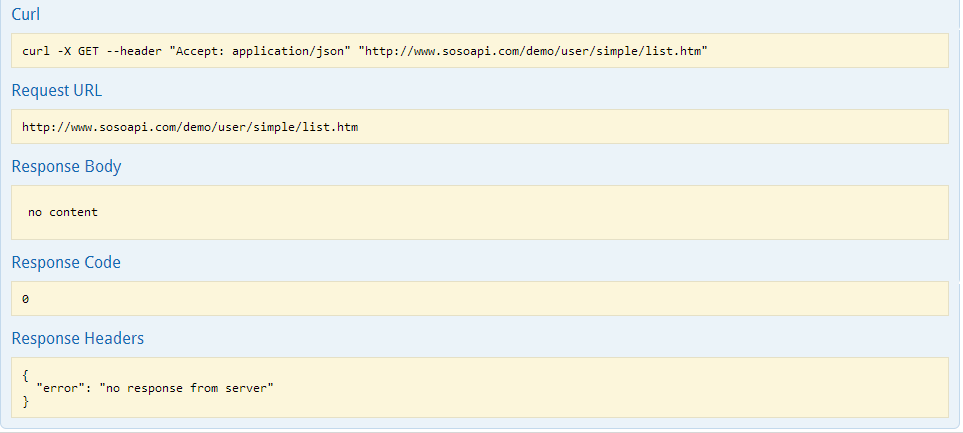 Curl
curl -X GET --header "Accept: application/json" "http://www.sosoapi.com/demo/user/simple/list.htm"
Request URL
http://www.sosoapi.com/demo/user/simple/list.htm
Response Body
no content
Response Code
0
Response Headers
{
  "error": "no response from server"
}